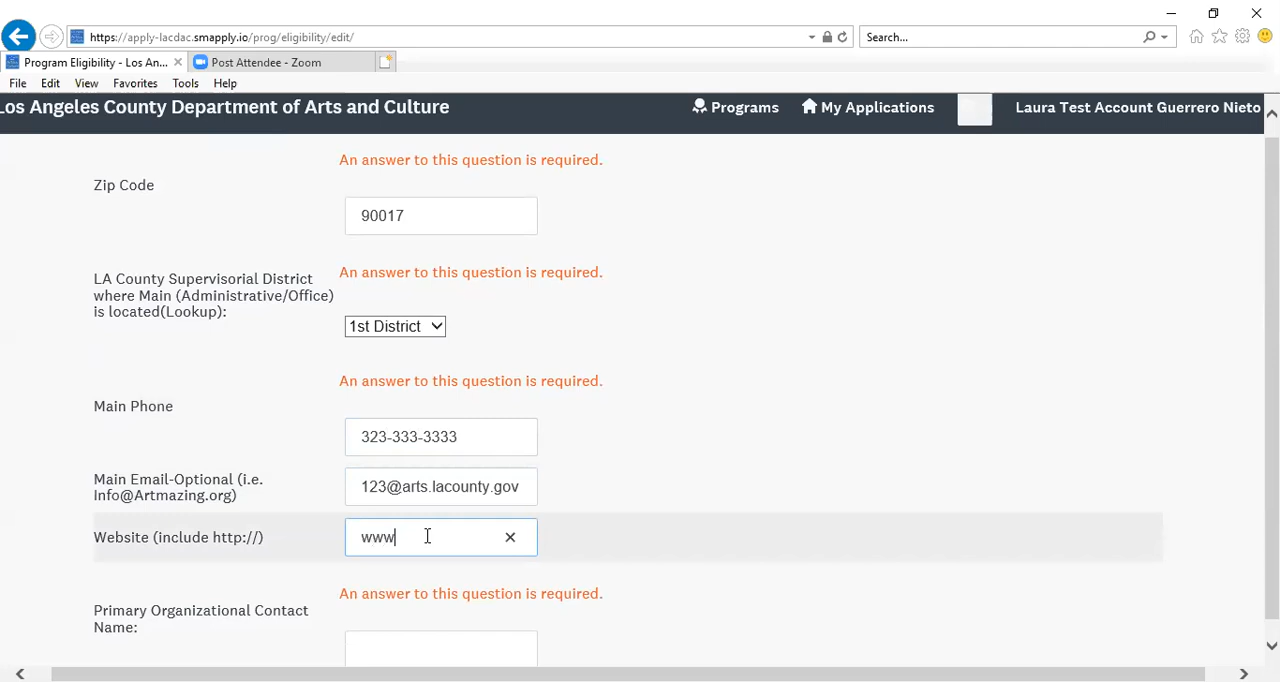 https://apply-lacdac.smapply.io/prog/eligibility/edit/
Search...
Program Eligibility - Los An...
Post Attendee - Zoom
File Edit View Favorites Tools Help
Los Angeles County Department of Arts and Culture
Programs
My Applications
Laura Test Account Guerrero Nieto
An answer to this question is required.
Zip Code
90017
An answer to this question is required.
LA County Supervisorial District
where Main (Administrative/Office)
is located(Lookup):
1st District
An answer to this question is required.
Main Phone
323-333-3333
Main Email-Optional (i.e.
Info@Artmazing.org)
123@arts.lacounty.gov
Website (include http://)
www
An answer to this question is required.
Primary Organizational Contact
Name: